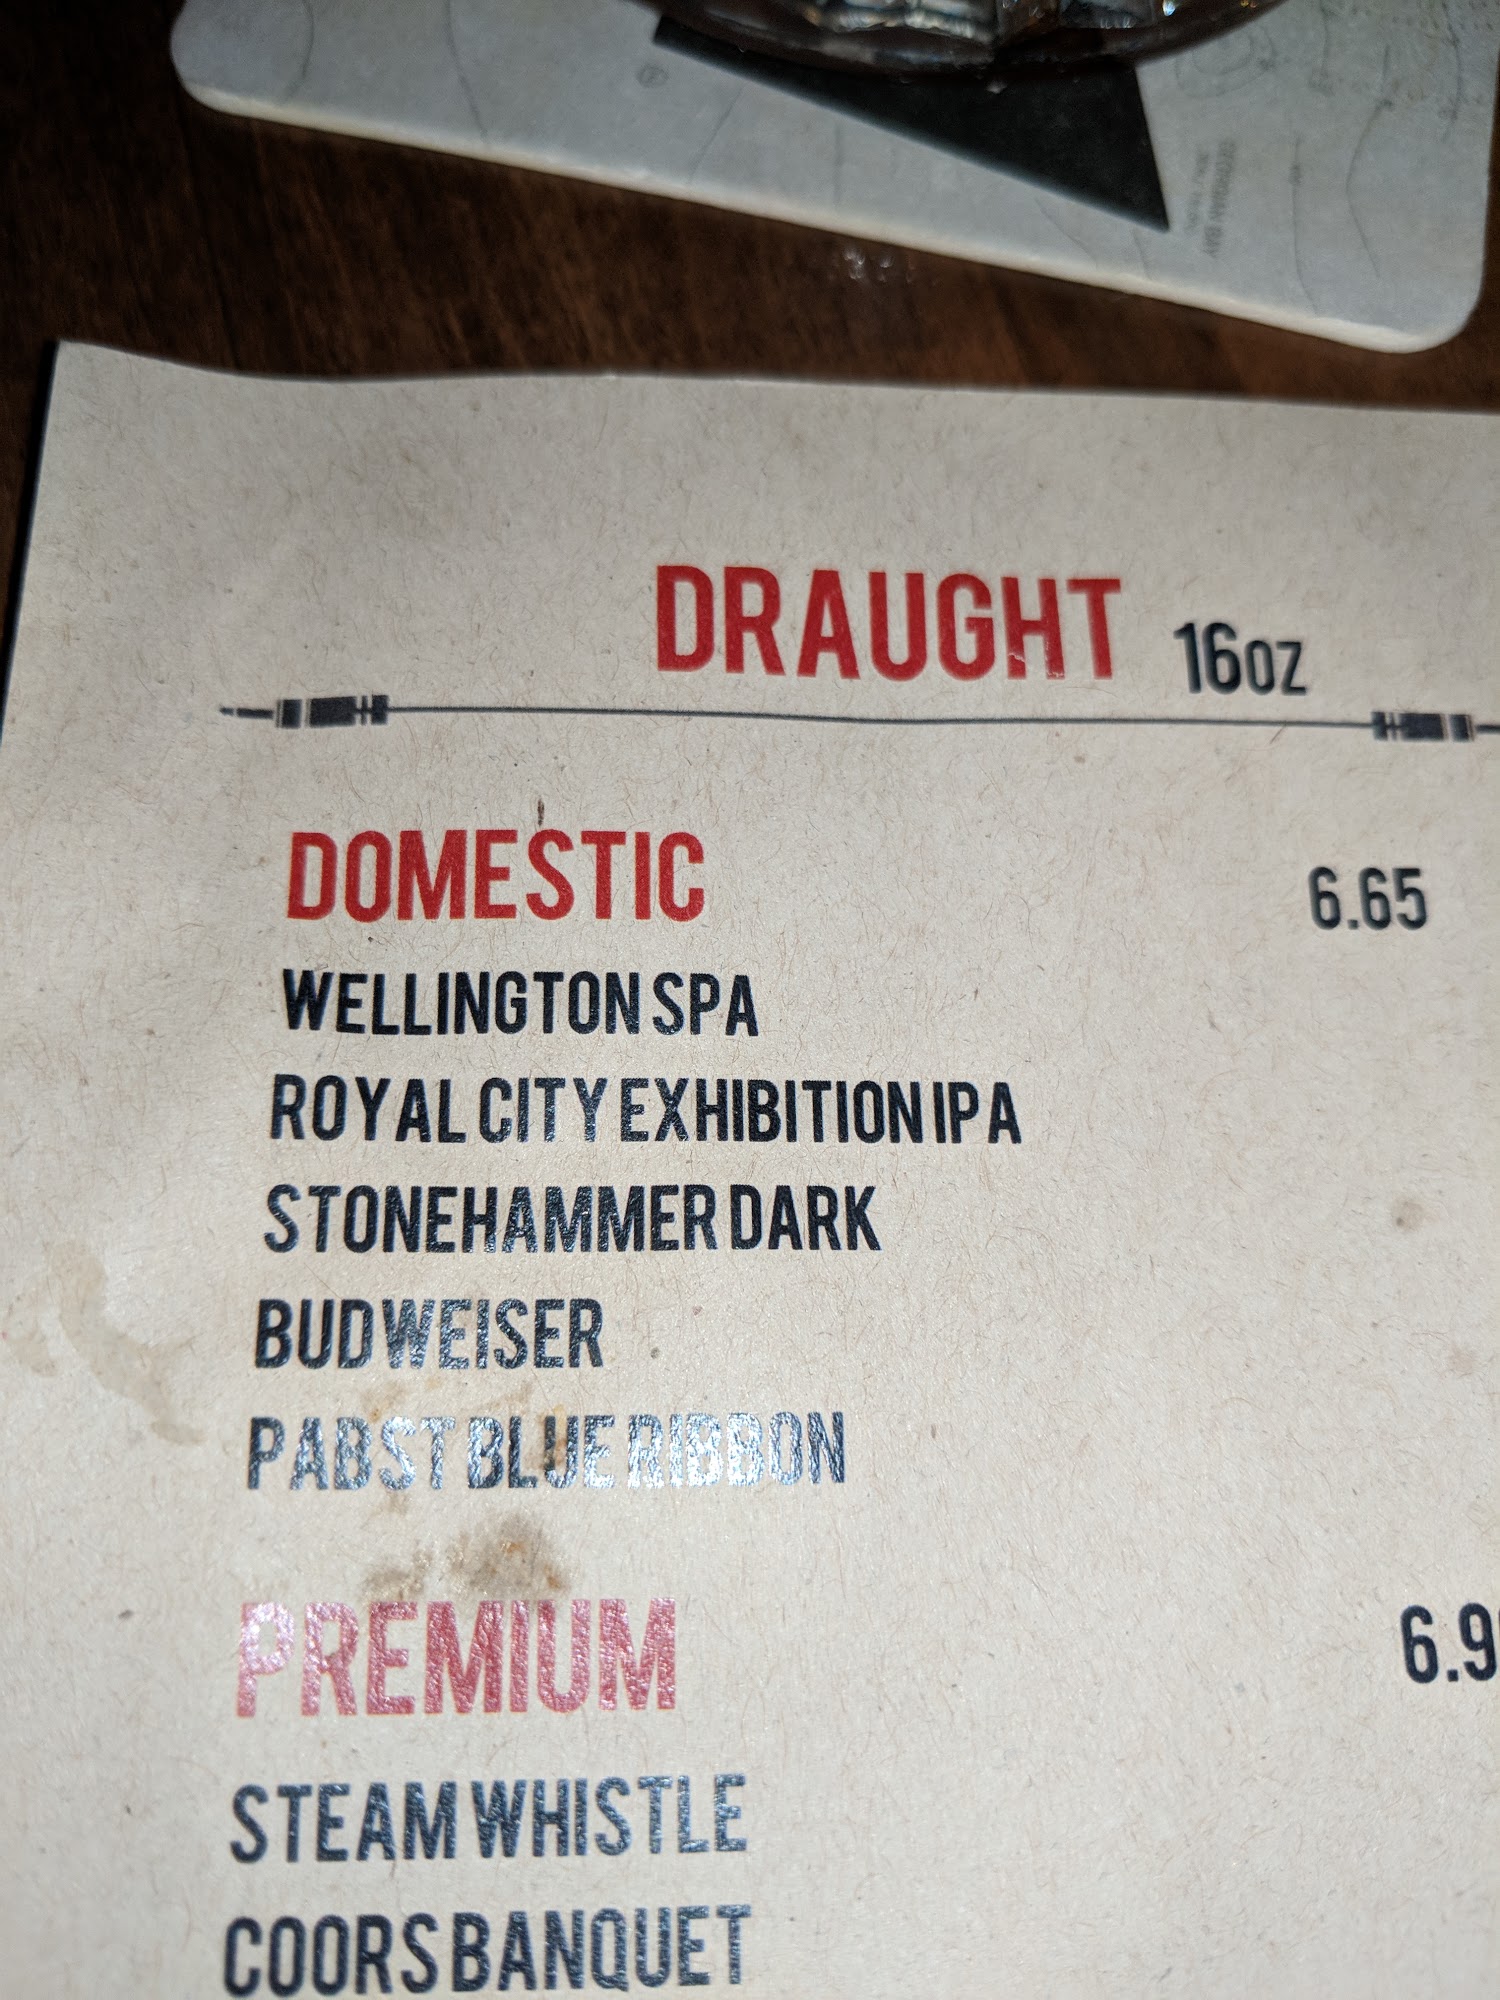 DRAUGHT 16OZ
DOMESTIC 6.65
WELLINGTON SPA
ROYAL CITY EXHIBITION IPA
STONEHAMMER DARK
BUDWEISER
PABST BLUE RIBBON
PREMIUM
STEAM WHISTLE
COORS BANQUET